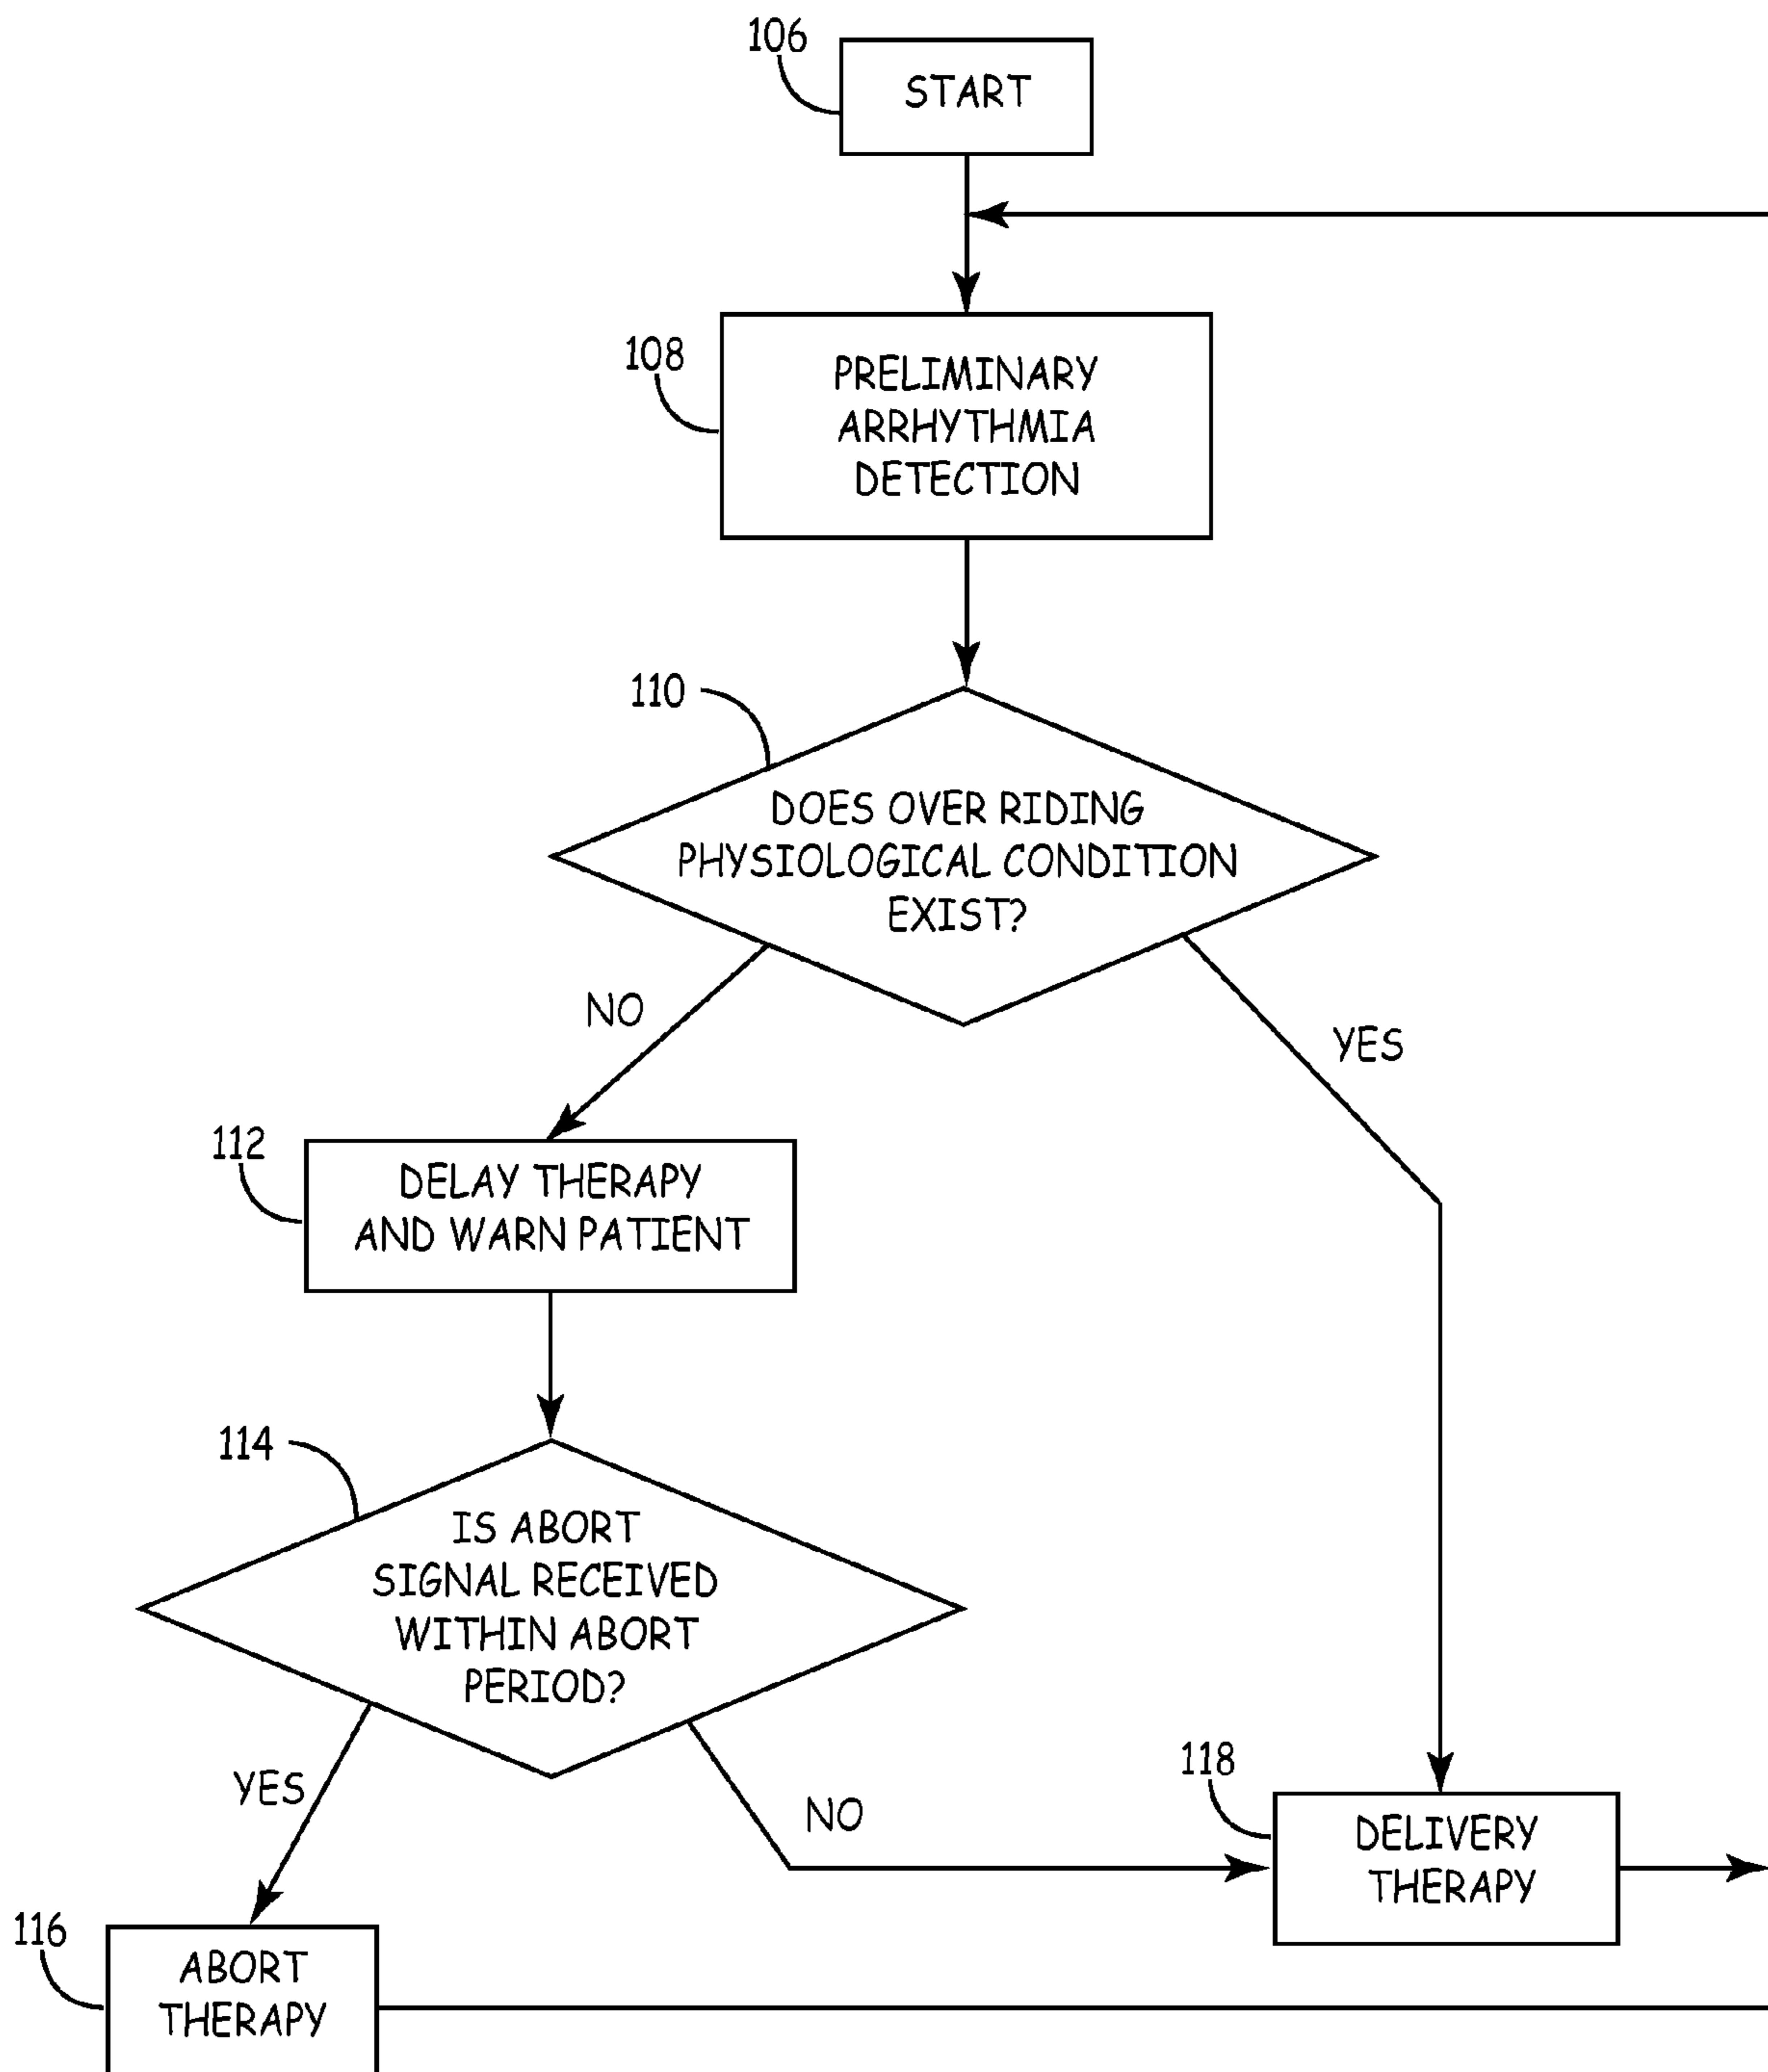 106
START
108
PRELIMINARY
ARRHYTHMIA
DETECTION
110
DOES OVER RIDING
PHYSIOLOGICAL CONDITION
EXIST?
NO
YES
112
DELAY THERAPY
AND WARN PATIENT
114
IS ABORT
SIGNAL RECEIVED
WITHIN ABORT
PERIOD?
YES
NO
118
DELIVERY
THERAPY
116
ABORT
THERAPY